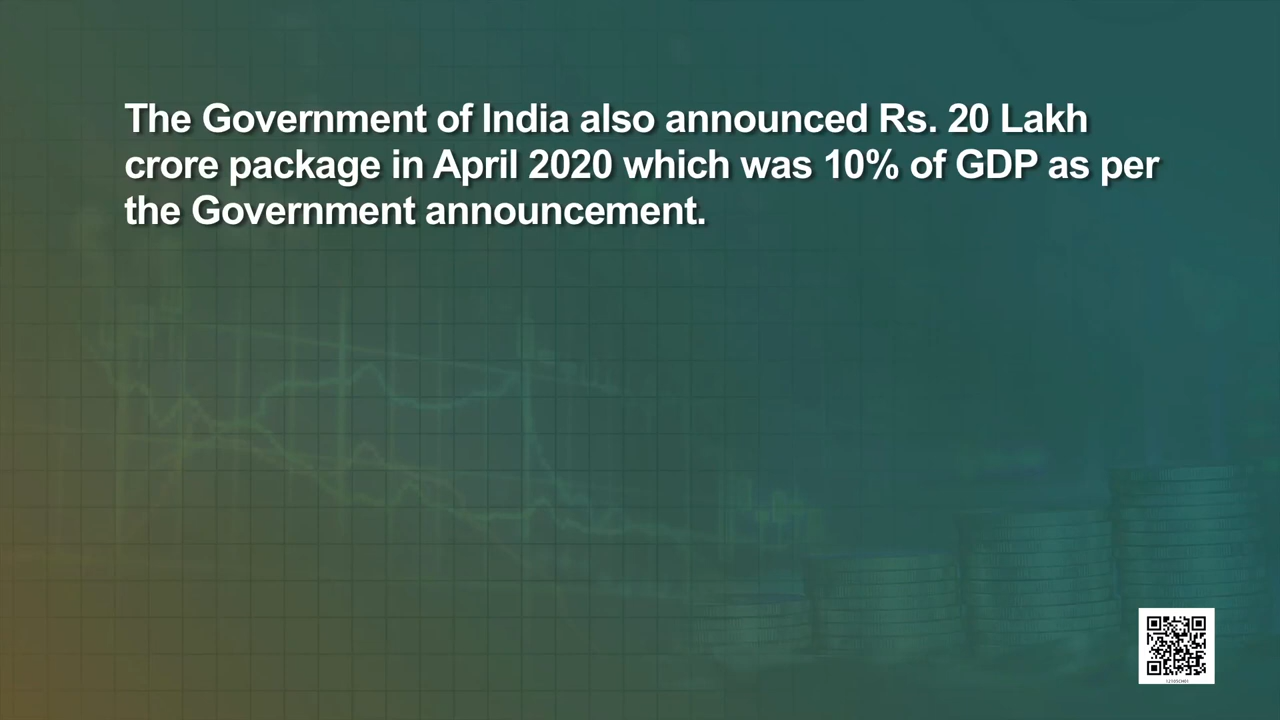 The Government of India also announced Rs. 20 Lakh
crore package in April 2020 which was 10% of GDP as per
the Government announcement.